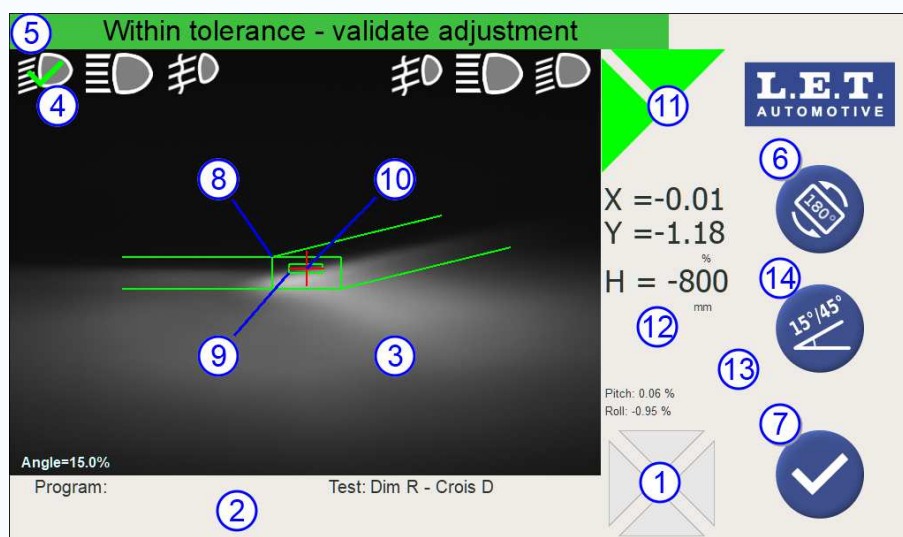 Within tolerance - validate adjustment
5
4
11
L.E.T.
AUTOMOTIVE
6
180°
8
10
X =-0.01
Y =-1.18
%
H = -800
mm
14
15°/45°
9
3
12
13
Pitch: 0.06 %
Roll: -0.95 %
7
Angle=15.0%
Program:
Test: Dim R - Crois D
2
1